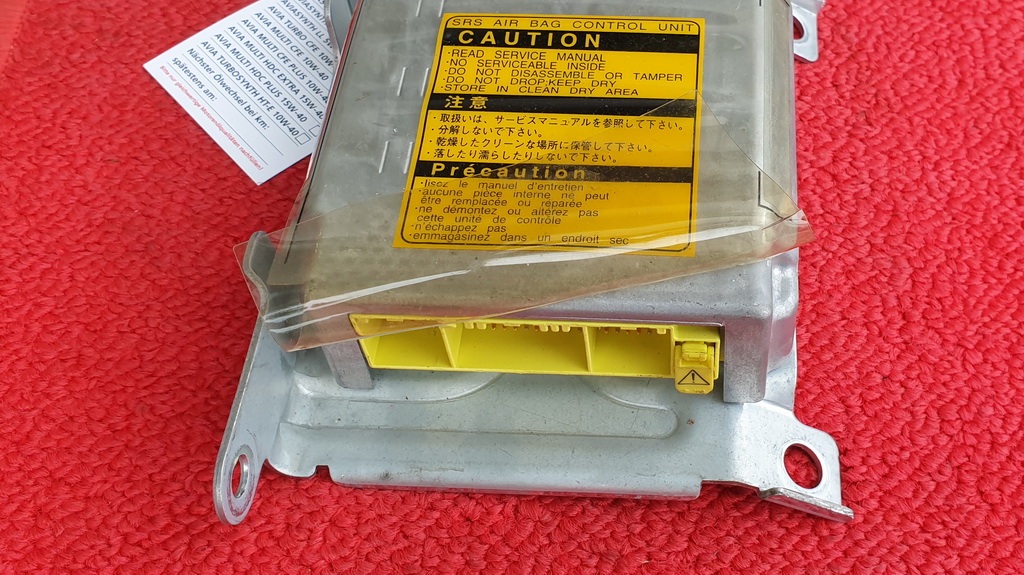 SRS AIR BAG CONTROL UNIT
CAUTION
·READ SERVICE MANUAL
·NO SERVICEABLE INSIDE
·DO NOT DISASSEMBLE OR TAMPER
·DO NOT DROP;KEEP DRY
·STORE IN CLEAN DRY AREA
注意
・取扱いは、サービスマニュアルを参照して下さい。
・分解しないで下さい。
・乾燥したクリーンな場所に保管して下さい。
・落したり濡らしたりしないで下さい。
Précaution
·lisez le manuel d'entretien
·aucune pièce interne ne peut
être remplacée ou réparée
·ne démontez ou altérez pas
cette unité de contrôle
·n'échappez pas
·emmagasinez dans un endroit sec
AVIASYNTH LL
AVIA TURBO CFE 10W-40
AVIA MULTI CFE PLUS 10W-40
AVIA MULTI HDC EXTRA 15W-40
AVIA MULTI HDC PLUS 15W-40
AVIA TURBOSYNTH HT-E 10W-40
Nächster Ölwechsel bei km:
spätestens am:
Bitte nur gleichwertige Motorenölqualitäten nachfüllen!